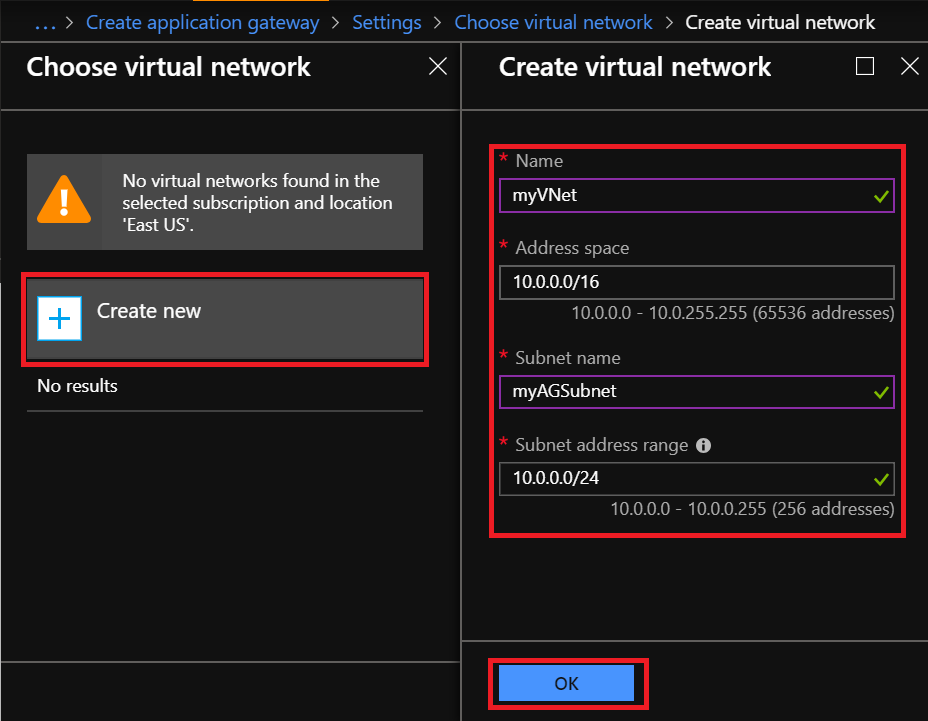 ... > Create application gateway > Settings > Choose virtual network > Create virtual network
Choose virtual network
No virtual networks found in the
selected subscription and location
'East US'.
Create new
No results
Create virtual network
* Name
myVNet
* Address space
10.0.0.0/16
10.0.0.0 - 10.0.255.255 (65536 addresses)
* Subnet name
myAGSubnet
* Subnet address range
10.0.0.0/24
10.0.0.0 - 10.0.0.255 (256 addresses)
OK